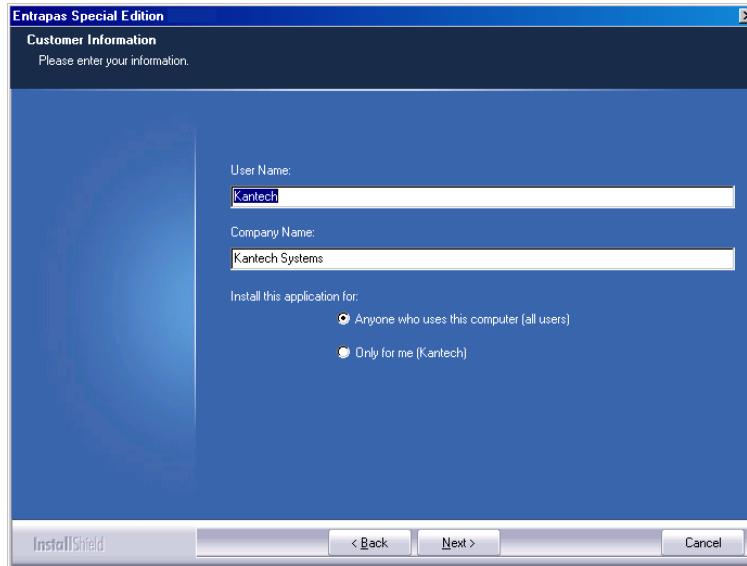 Entrapas Special Edition
Customer Information
Please enter your information.
User Name:
Kantech
Company Name:
Kantech Systems
Install this application for:
Anyone who uses this computer (all users)
Only for me (Kantech)
InstallShield
< Back
Next >
Cancel